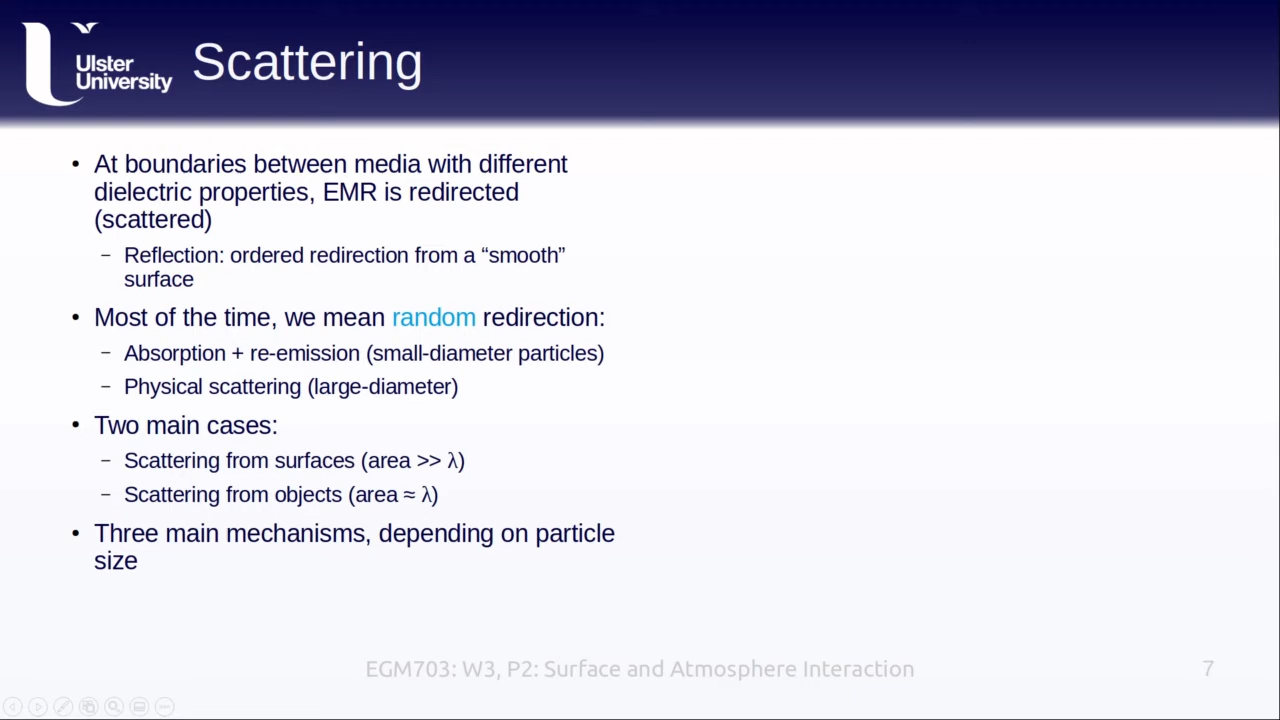 Ulster
University
Scattering
• At boundaries between media with different
dielectric properties, EMR is redirected
(scattered)
– Reflection: ordered redirection from a “smooth”
surface
• Most of the time, we mean random redirection:
– Absorption + re-emission (small-diameter particles)
– Physical scattering (large-diameter)
• Two main cases:
– Scattering from surfaces (area >> λ)
– Scattering from objects (area ≈ λ)
• Three main mechanisms, depending on particle
size
EGM703: W3, P2: Surface and Atmosphere Interaction
7